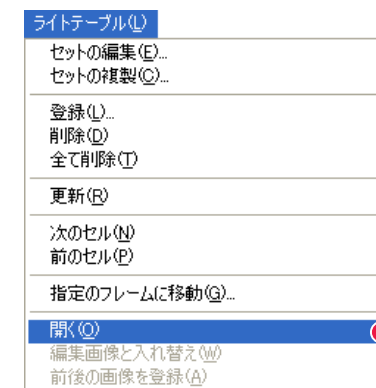 ライトテーブル(L)
セットの編集(E)...
セットの複製(C)...
登録(L)...
削除(D)
全て削除(T)
更新(R)
次のセル(N)
前のセル(P)
指定のフレームに移動(G)...
開く(O)
編集画像と入れ替え(W)
前後の画像を登録(A)